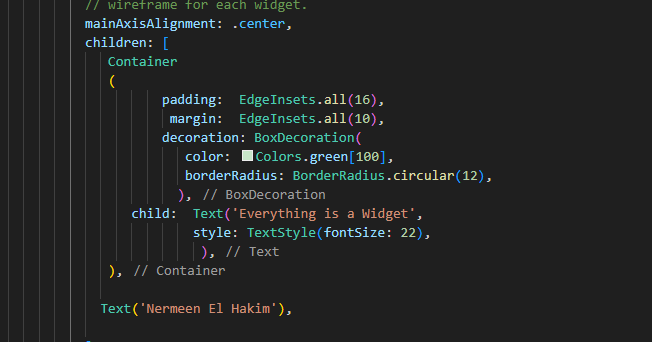 // wireframe for each widget.
mainAxisAlignment: .center,
children: [
Container
(
padding:  EdgeInsets.all(16),
margin:  EdgeInsets.all(10),
decoration: BoxDecoration(
color: Colors.green[100],
borderRadius: BorderRadius.circular(12),
), // BoxDecoration
child:  Text('Everything is a Widget',
style: TextStyle(fontSize: 22),
), // Text
), // Container
Text('Nermeen El Hakim'),